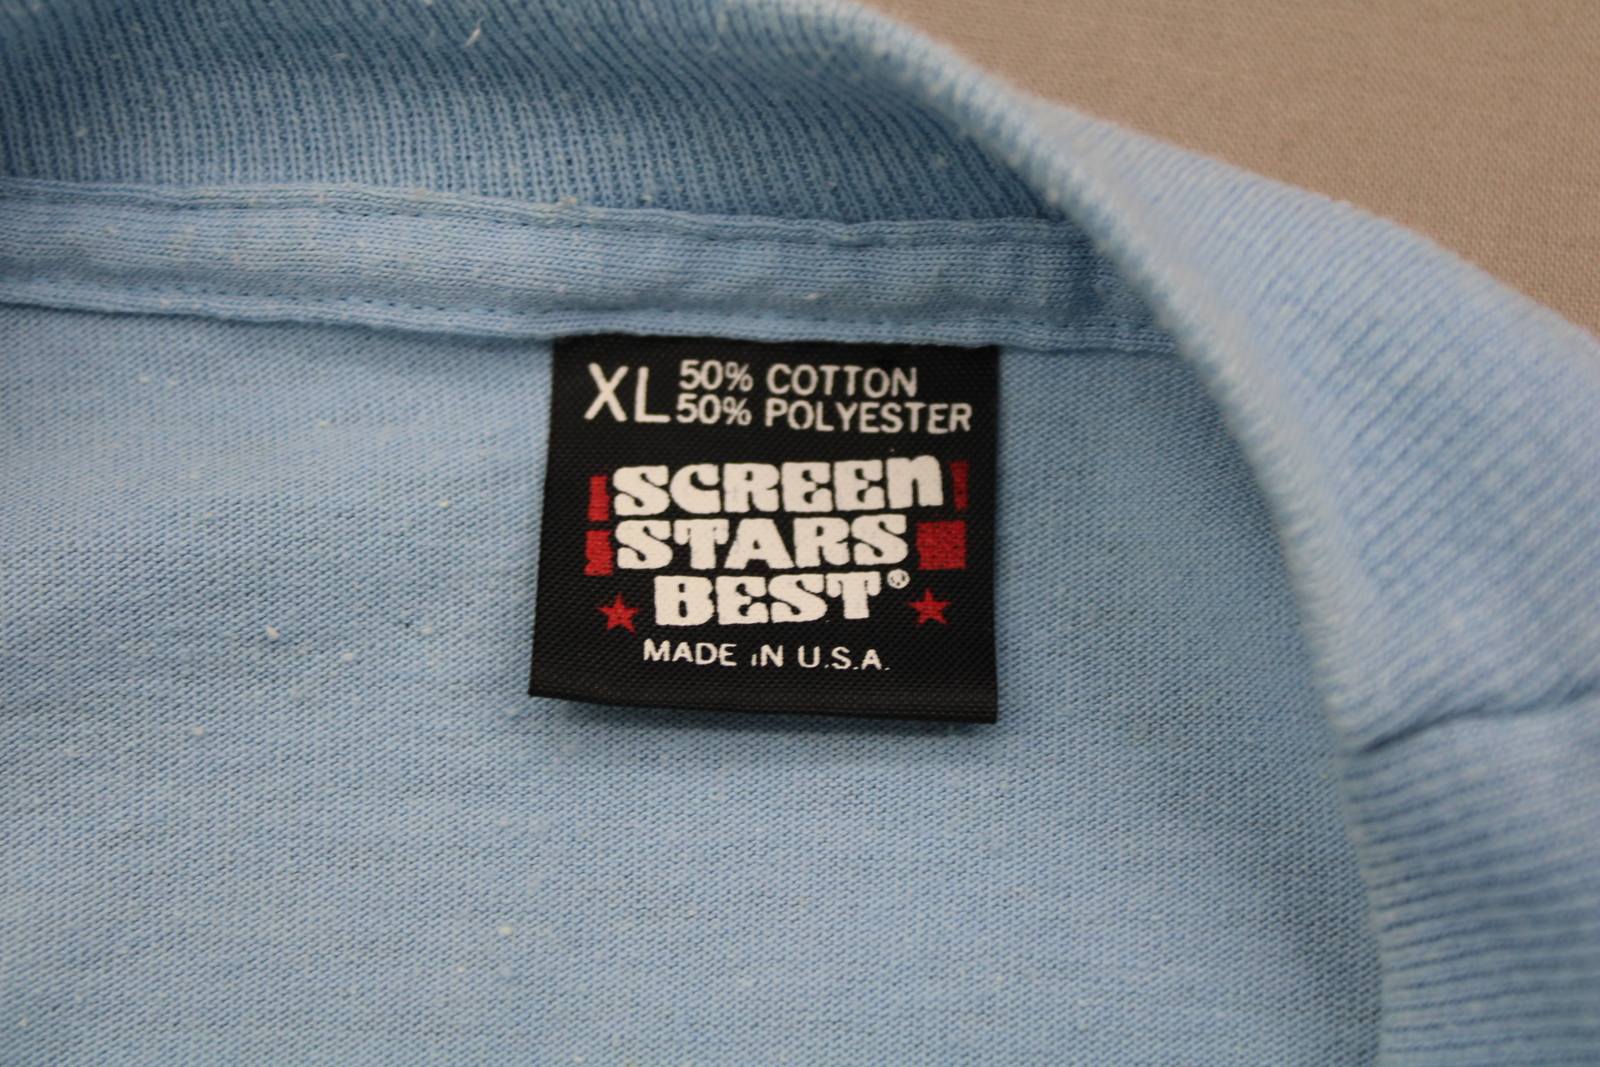 XL 50% COTTON
50% POLYESTER
SCREEN
STARS
BEST®
MADE IN U.S.A.